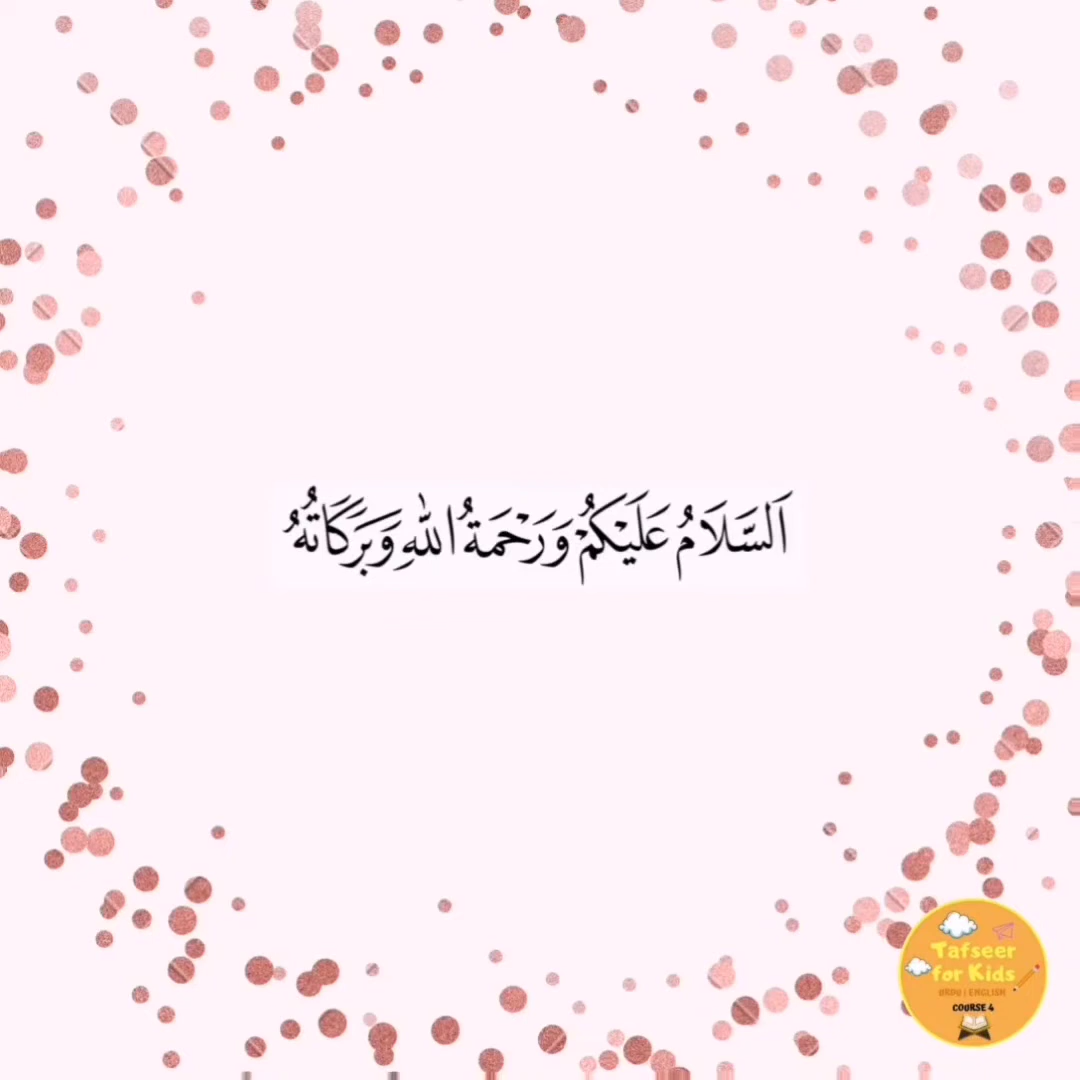 اَلسَّلَامُ عَلَيْكُمْ وَرَحْمَةُ اللّٰهِ وَبَرَكَاتُهُ
Tafseer
for Kids
URDU | ENGLISH
COURSE 4